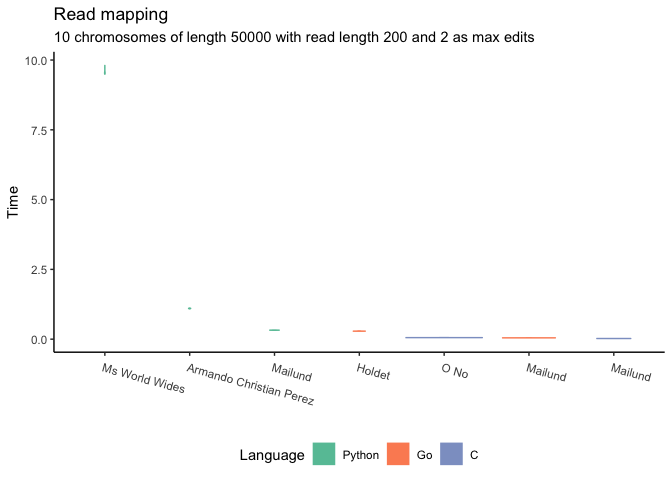 Read mapping
10 chromosomes of length 50000 with read length 200 and 2 as max edits
10.0
7.5
5.0
2.5
0.0
Time
Ms World Wides
Armando Christian Perez
Mailund
Holdet
O No
Mailund
Mailund
Language Python Go C